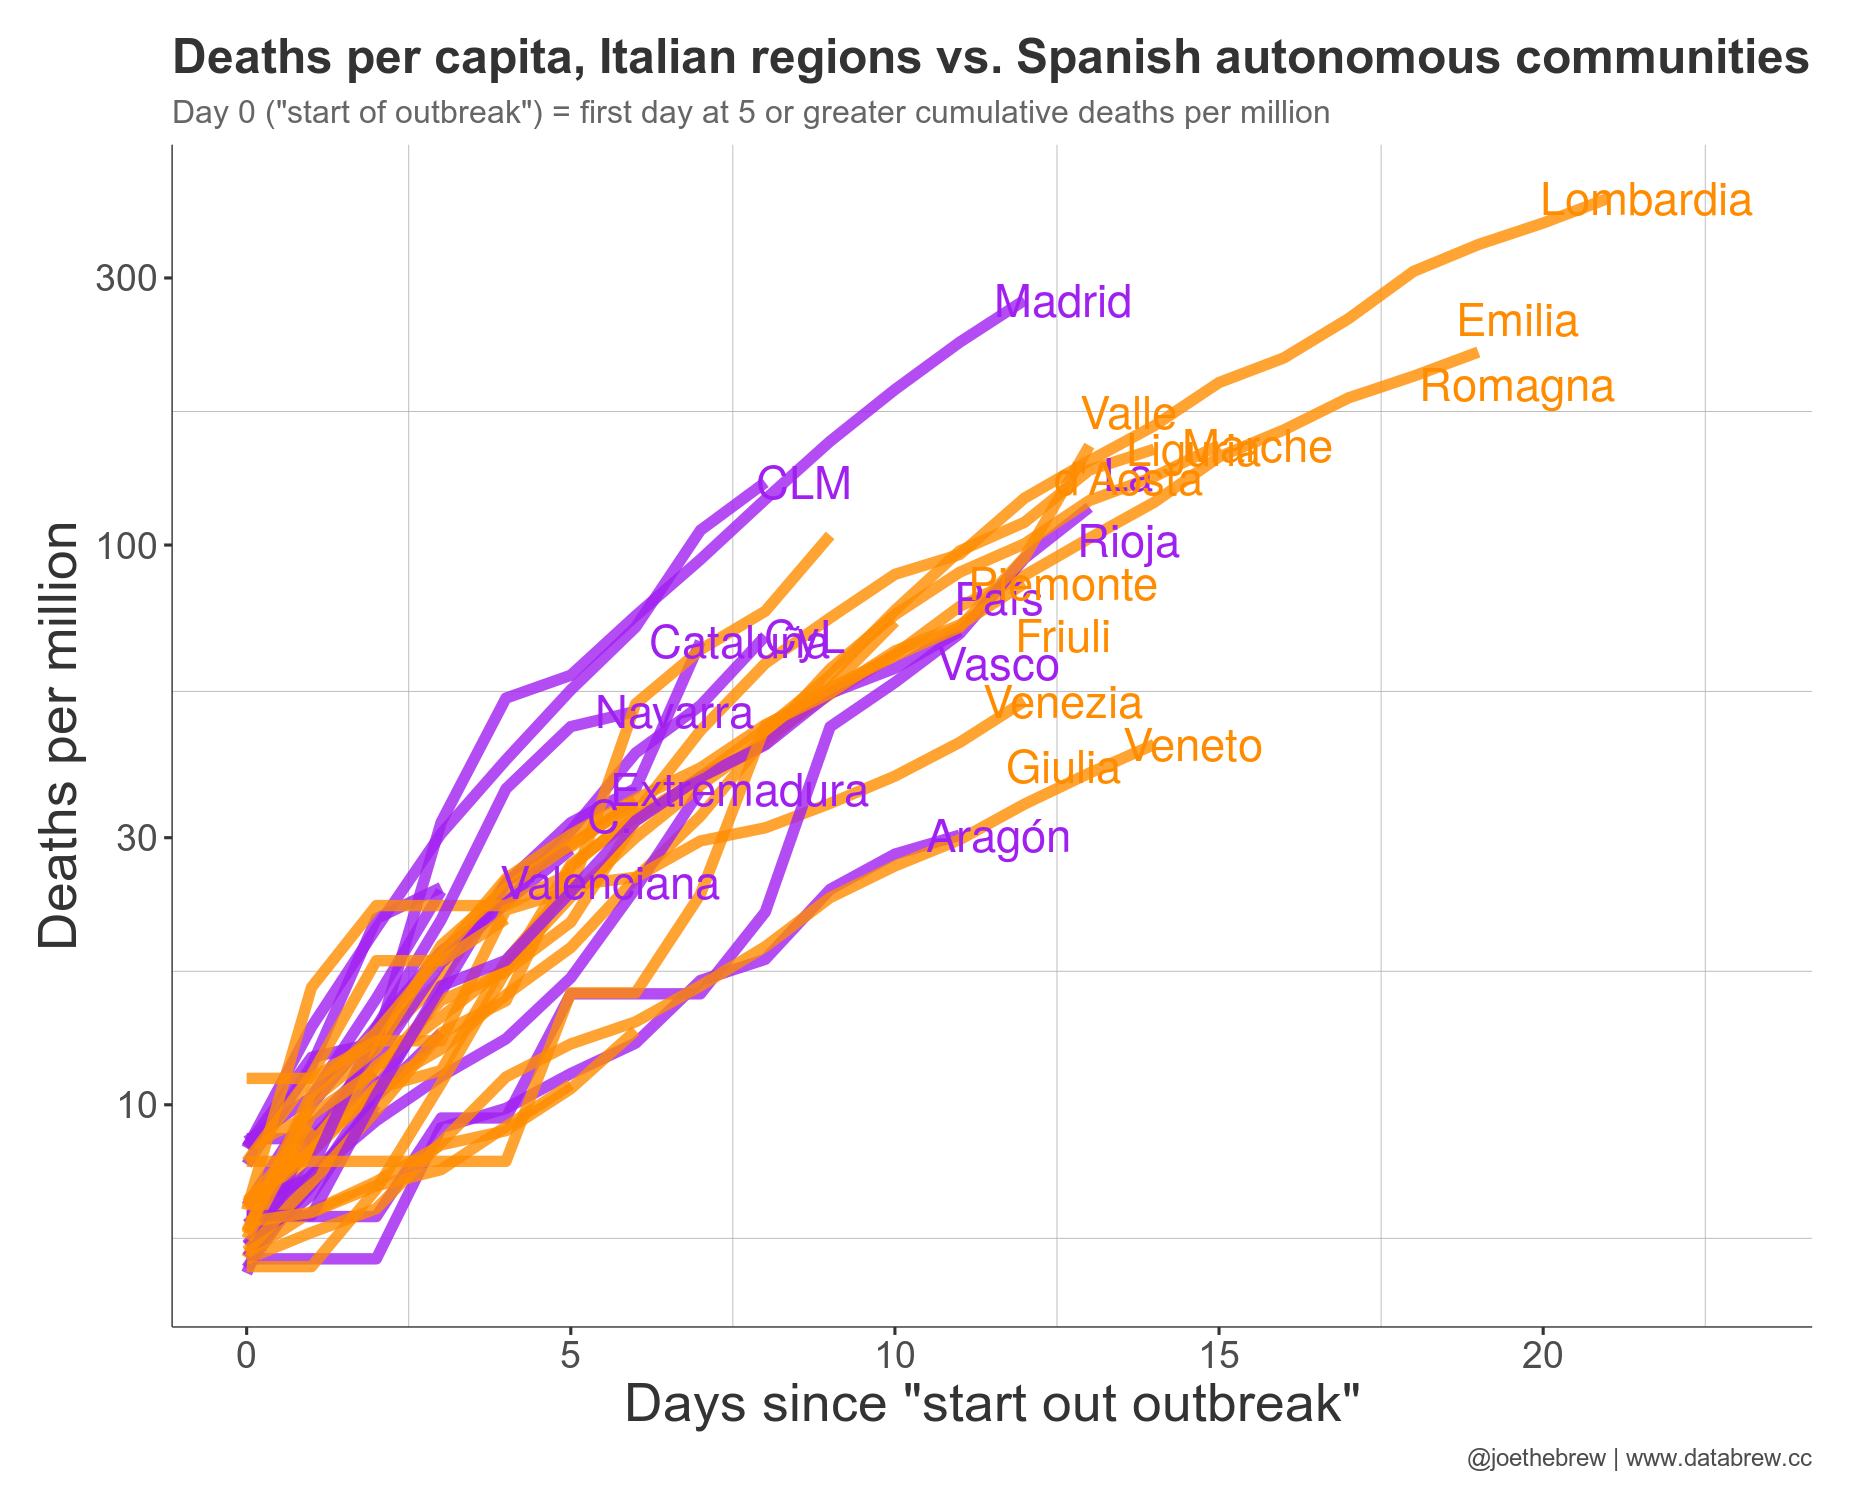 Deaths per capita, Italian regions vs. Spanish autonomous communities
Day 0 ("start of outbreak") = first day at 5 or greater cumulative deaths per million
Lombardia
300
Madrid
Emilia
Romagna
Valle
d'Aosta
Liguria
Marche
CLM
La
Rioja
100
Piemonte
País
Vasco
Cataluña
CyL
Friuli
Venezia
Giulia
Navarra
Veneto
Extremadura
C.
Valenciana
30
Aragón
10
Deaths per million
0
5
10
15
20
Days since "start out outbreak"
@joethebrew | www.databrew.cc